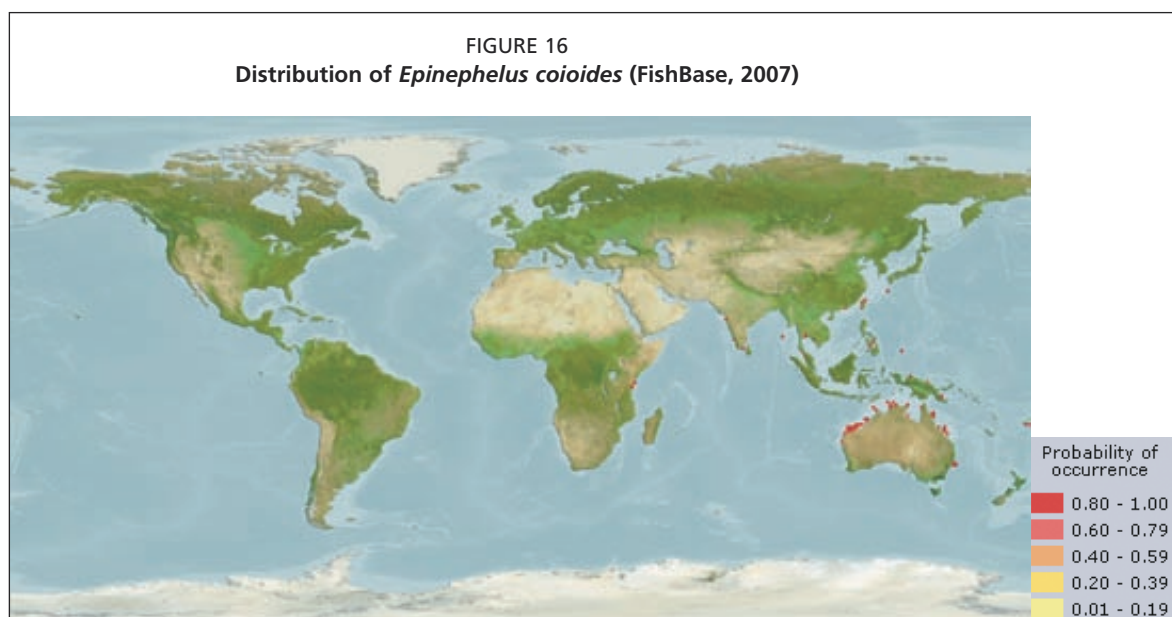 FIGURE 16
Distribution of Epinephelus coioides (FishBase, 2007)
Probability of
occurrence
0.80 - 1.00
0.60 - 0.79
0.40 - 0.59
0.20 - 0.39
0.01 - 0.19